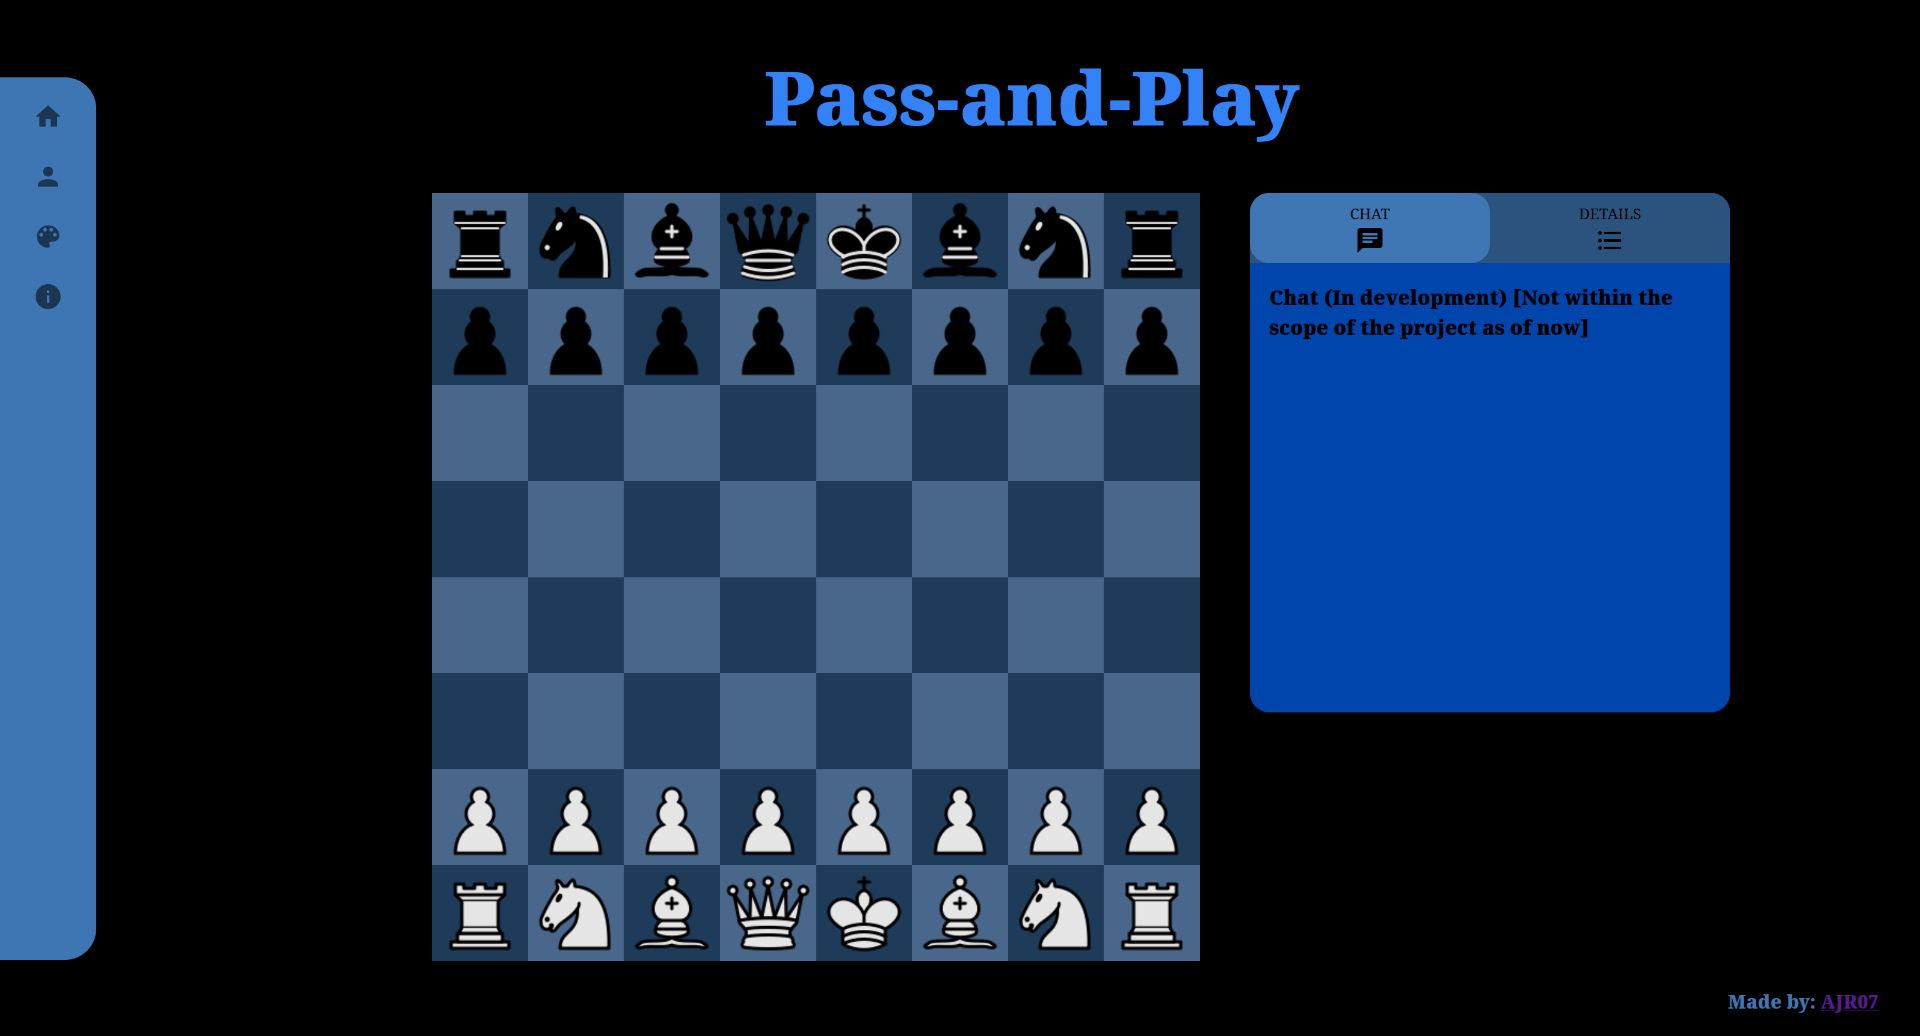 Pass-and-Play
CHAT
DETAILS
Chat (In development) [Not within the
scope of the project as of now]
Made by: AJR07